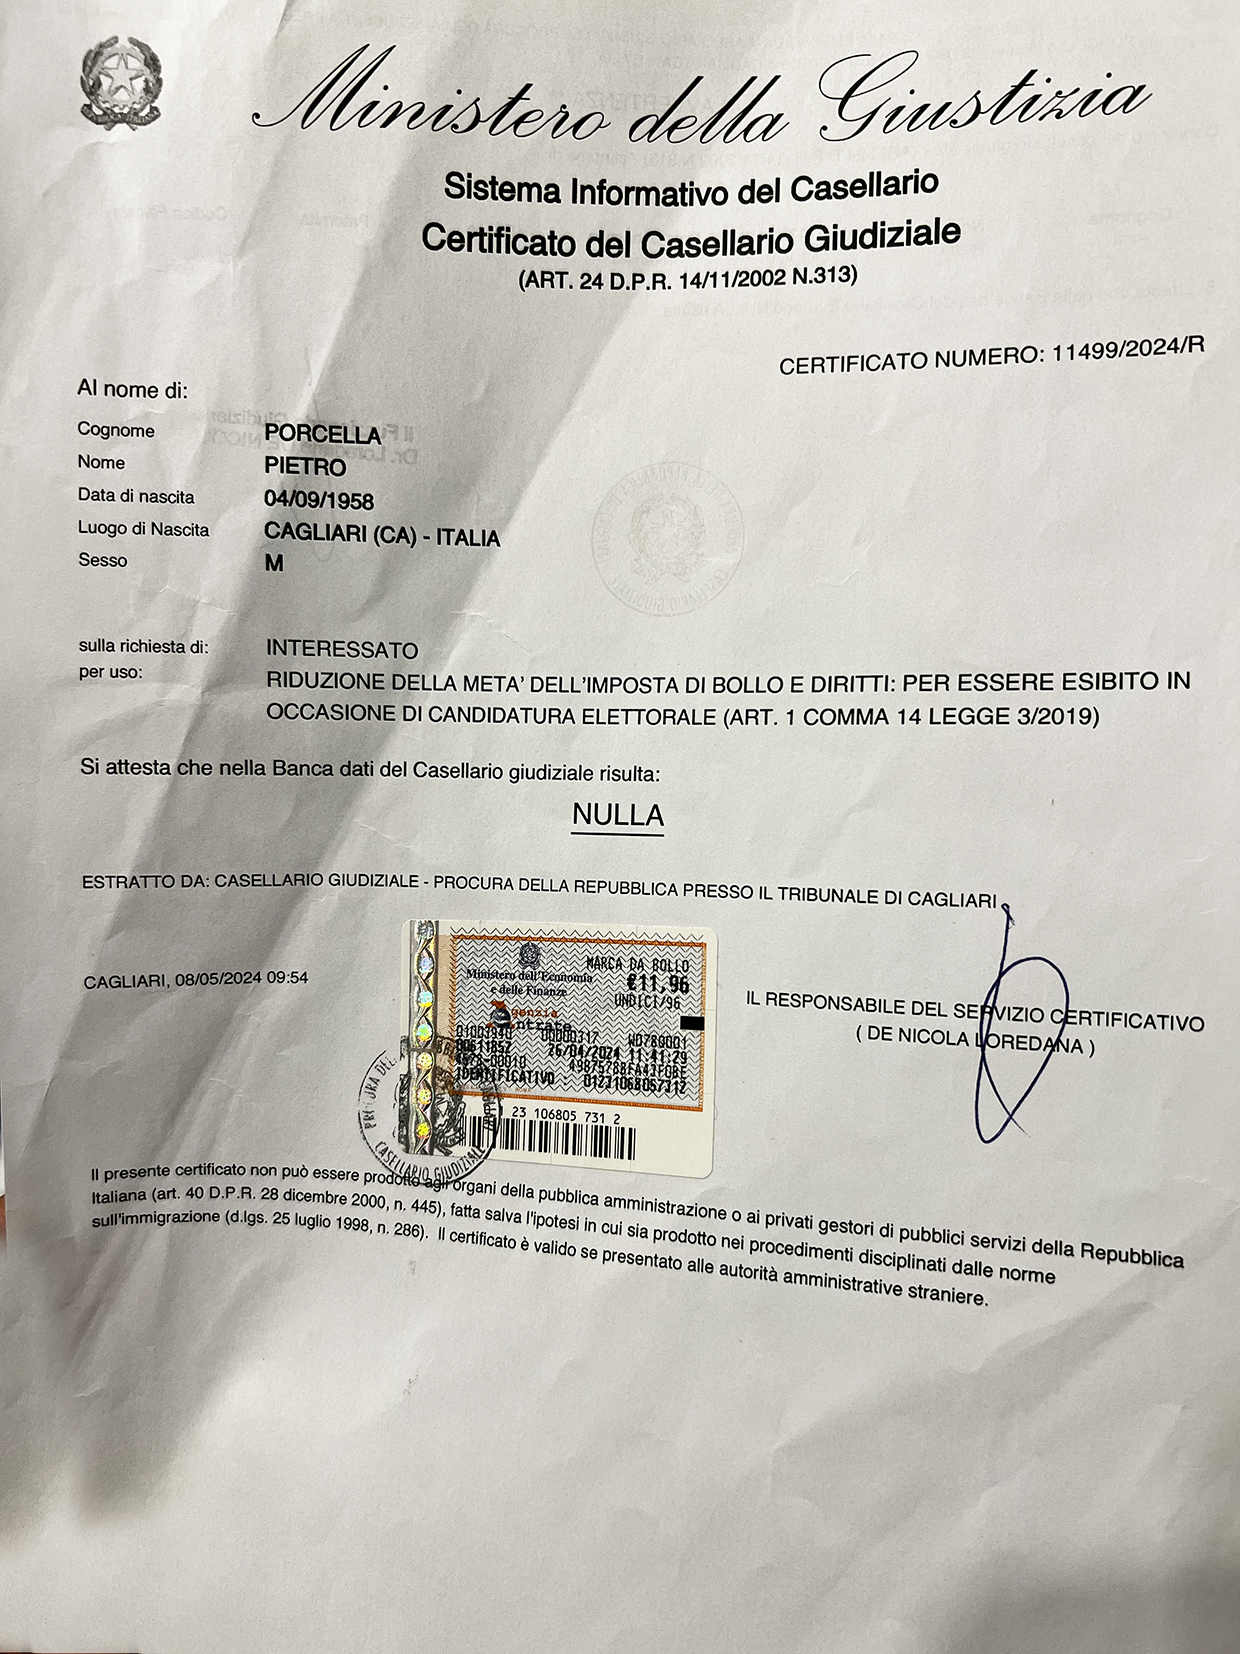 Ministero della Giustizia
Sistema Informativo del Casellario
Certificato del Casellario Giudiziale
(ART. 24 D.P.R. 14/11/2002 N.313)
CERTIFICATO NUMERO: 11499/2024/R
Al nome di:
Cognome PORCELLA
Nome PIETRO
Data di nascita 04/09/1958
Luogo di Nascita CAGLIARI (CA) - ITALIA
Sesso M
sulla richiesta di: INTERESSATO
per uso: RIDUZIONE DELLA META' DELL'IMPOSTA DI BOLLO E DIRITTI: PER ESSERE ESIBITO IN
OCCASIONE DI CANDIDATURA ELETTORALE (ART. 1 COMMA 14 LEGGE 3/2019)
Si attesta che nella Banca dati del Casellario giudiziale risulta:
NULLA
ESTRATTO DA: CASELLARIO GIUDIZIALE - PROCURA DELLA REPUBBLICA PRESSO IL TRIBUNALE DI CAGLIARI
CAGLIARI, 08/05/2024 09:54
MARCA DA BOLLO
Ministero dell'Economia
e delle Finanze
€11,96
UNDICI/96
genzia
ntrate
01003940 00000317 W0789001
00611857 26/04/2024 11:41:29
4578-00010 49875788FA43F0BE
IDENTIFICATIVO 01231068057312
23 106805 731 2
CASELLARIO GIUDIZIALE
IL RESPONSABILE DEL SERVIZIO CERTIFICATIVO
( DE NICOLA LOREDANA )
Il presente certificato non può essere prodotto agli organi della pubblica amministrazione o ai privati gestori di pubblici servizi della Repubblica
Italiana (art. 40 D.P.R. 28 dicembre 2000, n. 445), fatta salva l'ipotesi in cui sia prodotto nei procedimenti disciplinati dalle norme
sull'immigrazione (d.lgs. 25 luglio 1998, n. 286). Il certificato è valido se presentato alle autorità amministrative straniere.